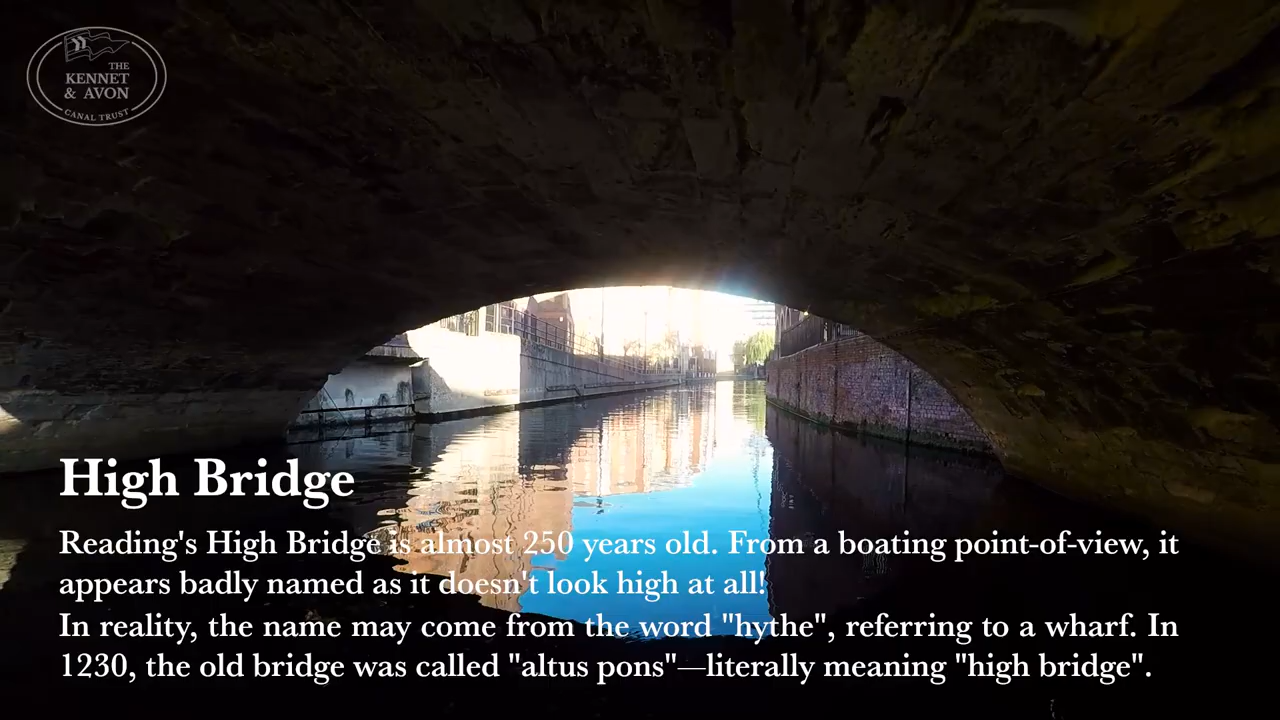 THE
KENNET
& AVON
CANAL TRUST
High Bridge
Reading's High Bridge is almost 250 years old. From a boating point-of-view, it
appears badly named as it doesn't look high at all!
In reality, the name may come from the word "hythe", referring to a wharf. In
1230, the old bridge was called "altus pons"—literally meaning "high bridge".